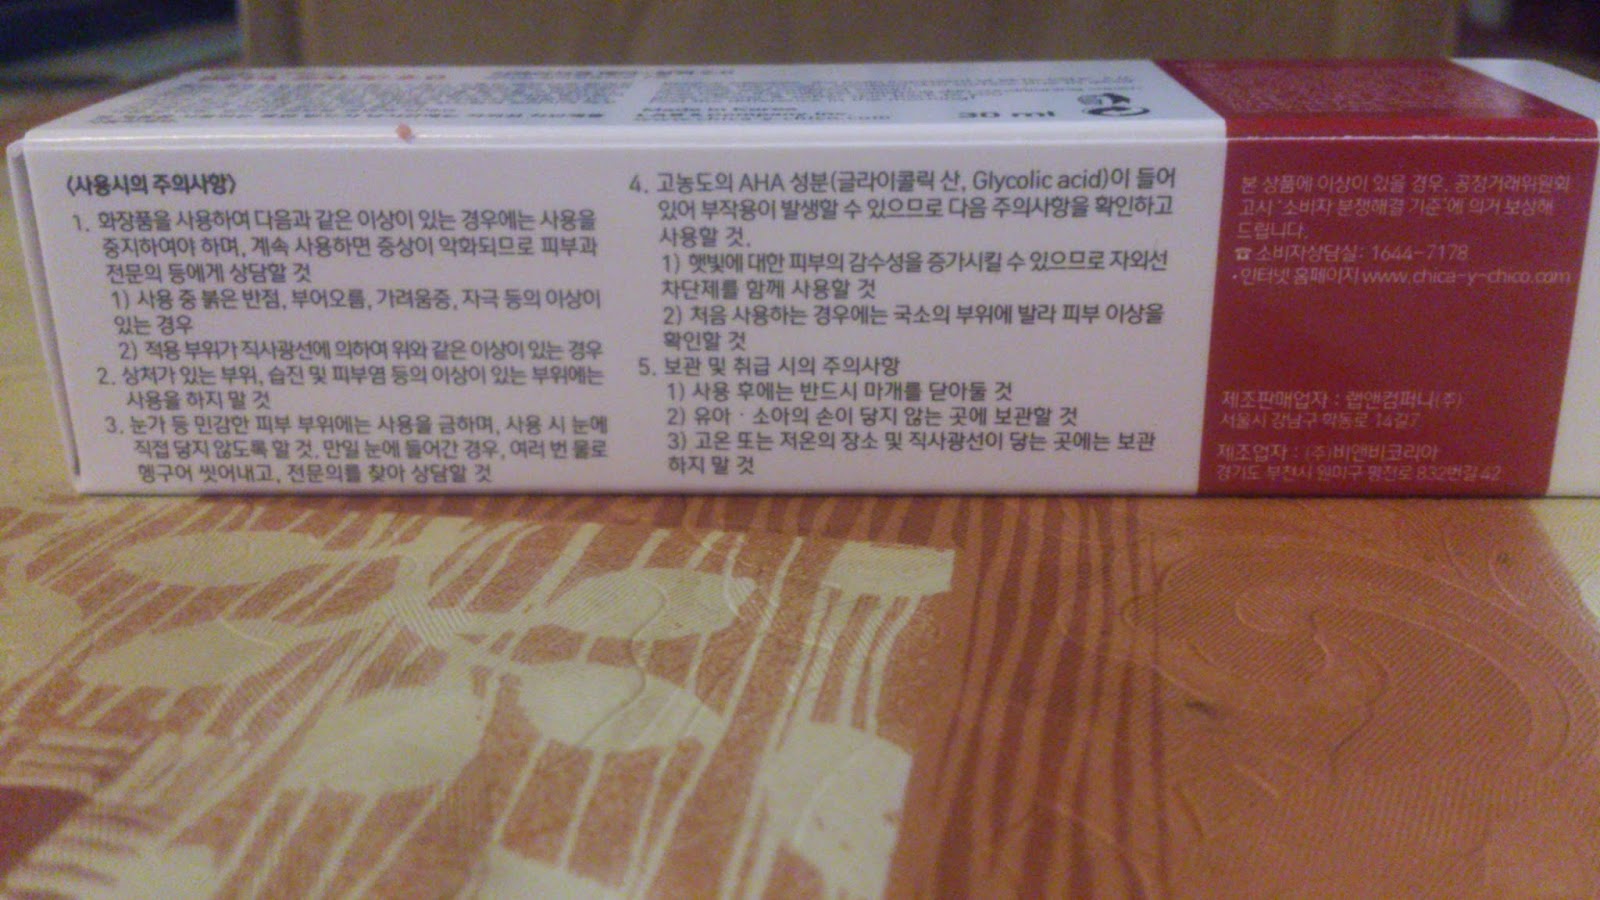 Made in Korea
30 ml
〈사용시의 주의사항〉
1. 화장품을 사용하여 다음과 같은 이상이 있는 경우에는 사용을
중지하여야 하며, 계속 사용하면 증상이 악화되므로 피부과
전문의 등에게 상담할 것
1) 사용 중 붉은 반점, 부어오름, 가려움증, 자극 등의 이상이
있는 경우
2) 적용 부위가 직사광선에 의하여 위와 같은 이상이 있는 경우
2. 상처가 있는 부위, 습진 및 피부염 등의 이상이 있는 부위에는
사용을 하지 말 것
3. 눈가 등 민감한 피부 부위에는 사용을 금하며, 사용 시 눈에
직접 닿지 않도록 할 것. 만일 눈에 들어간 경우, 여러 번 물로
헹구어 씻어내고, 전문의를 찾아 상담할 것
4. 고농도의 AHA 성분(글라이콜릭 산, Glycolic acid)이 들어
있어 부작용이 발생할 수 있으므로 다음 주의사항을 확인하고
사용할 것.
1) 햇빛에 대한 피부의 감수성을 증가시킬 수 있으므로 자외선
차단제를 함께 사용할 것
2) 처음 사용하는 경우에는 국소의 부위에 발라 피부 이상을
확인할 것
5. 보관 및 취급 시의 주의사항
1) 사용 후에는 반드시 마개를 닫아둘 것
2) 유아 · 소아의 손이 닿지 않는 곳에 보관할 것
3) 고온 또는 저온의 장소 및 직사광선이 닿는 곳에는 보관
하지 말 것
본 상품에 이상이 있을 경우, 공정거래위원회
고시 '소비자 분쟁해결 기준'에 의거 보상해
드립니다.
☎ 소비자상담실: 1644-7178
· 인터넷 홈페이지 www.chica-y-chico.com
제조판매업자 : 랩앤컴퍼니(주)
서울시 강남구 학동로 14길7
제조업자 : (주)비앤비코리아
경기도 부천시 원미구 평천로 832번길 42